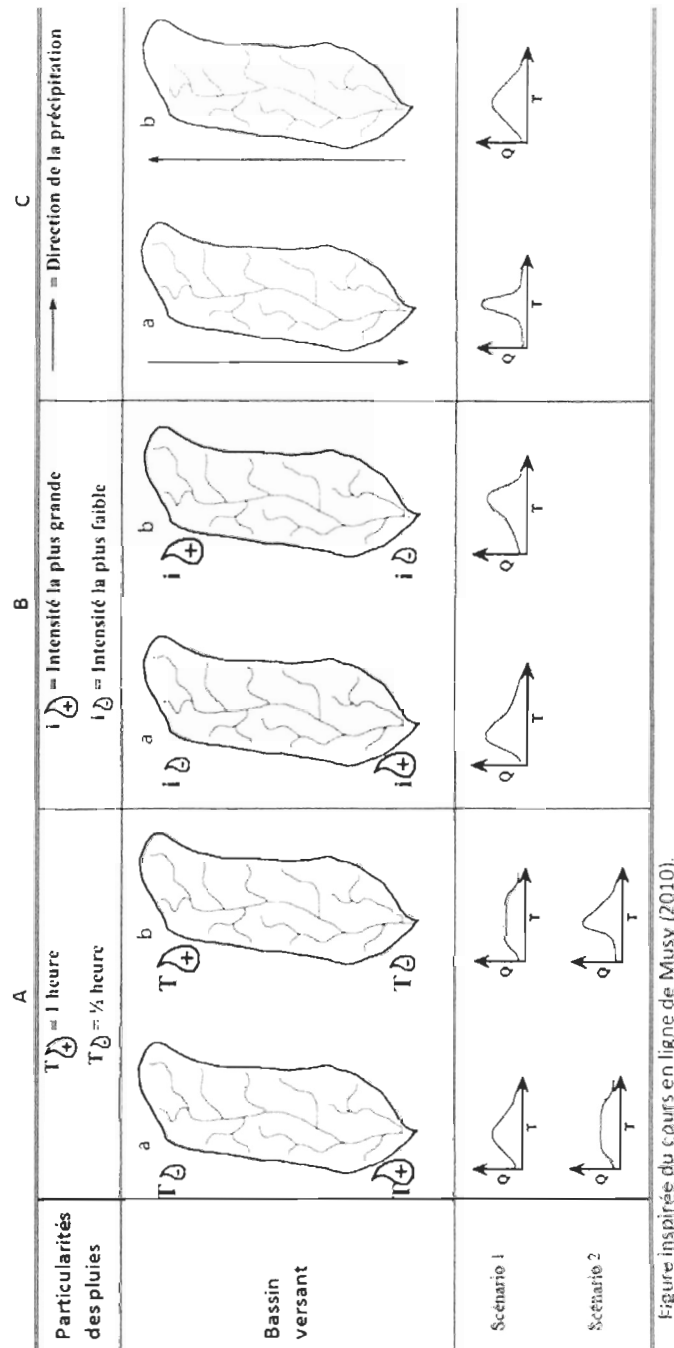 A
B
C
Particularités
des pluies
T + = 1 heure
T - = ½ heure
i + = Intensité la plus grande
i - = Intensité la plus faible
= Direction de la précipitation
Bassin
versant
a
T -
T +
b
T +
T -
a
i -
i +
b
i +
i -
a
b
Scénario 1
Q
T
Q
T
Q
T
Q
T
Q
T
Q
T
Scénario 2
Q
T
Q
T
Figure inspirée du cours en ligne de Musy (2010).